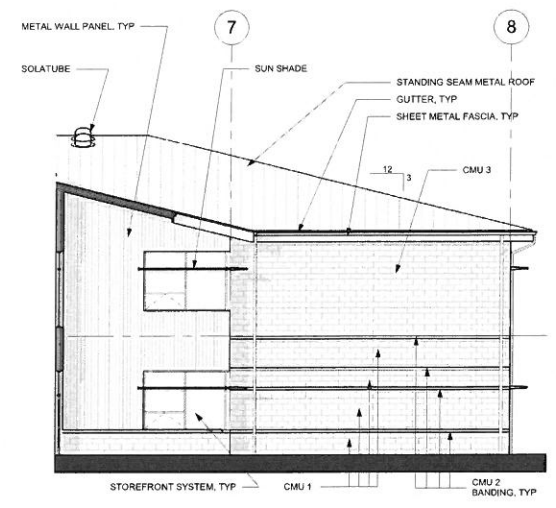 METAL WALL PANEL, TYP
7
8
SOLATUBE
SUN SHADE
STANDING SEAM METAL ROOF
GUTTER, TYP
SHEET METAL FASCIA, TYP
12
3
CMU 3
STOREFRONT SYSTEM, TYP
CMU 1
CMU 2
BANDING, TYP